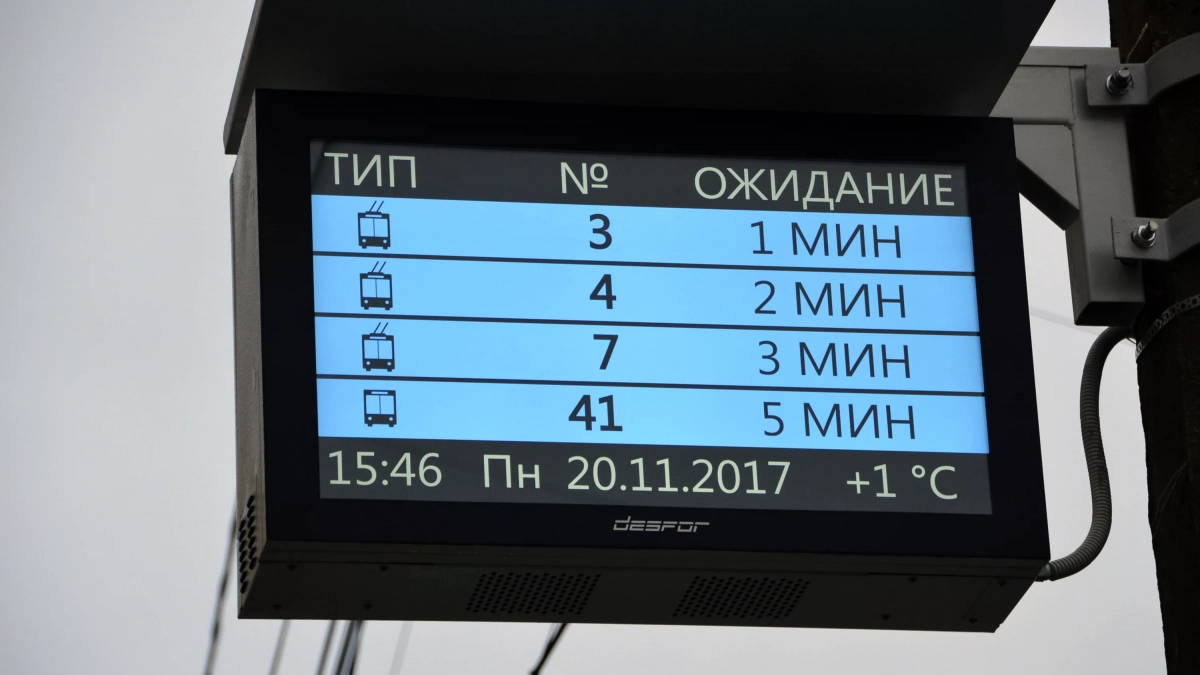 ТИП № ОЖИДАНИЕ
3 1 МИН
4 2 МИН
7 3 МИН
41 5 МИН
15:46 Пн 20.11.2017 +1 °C
desfor